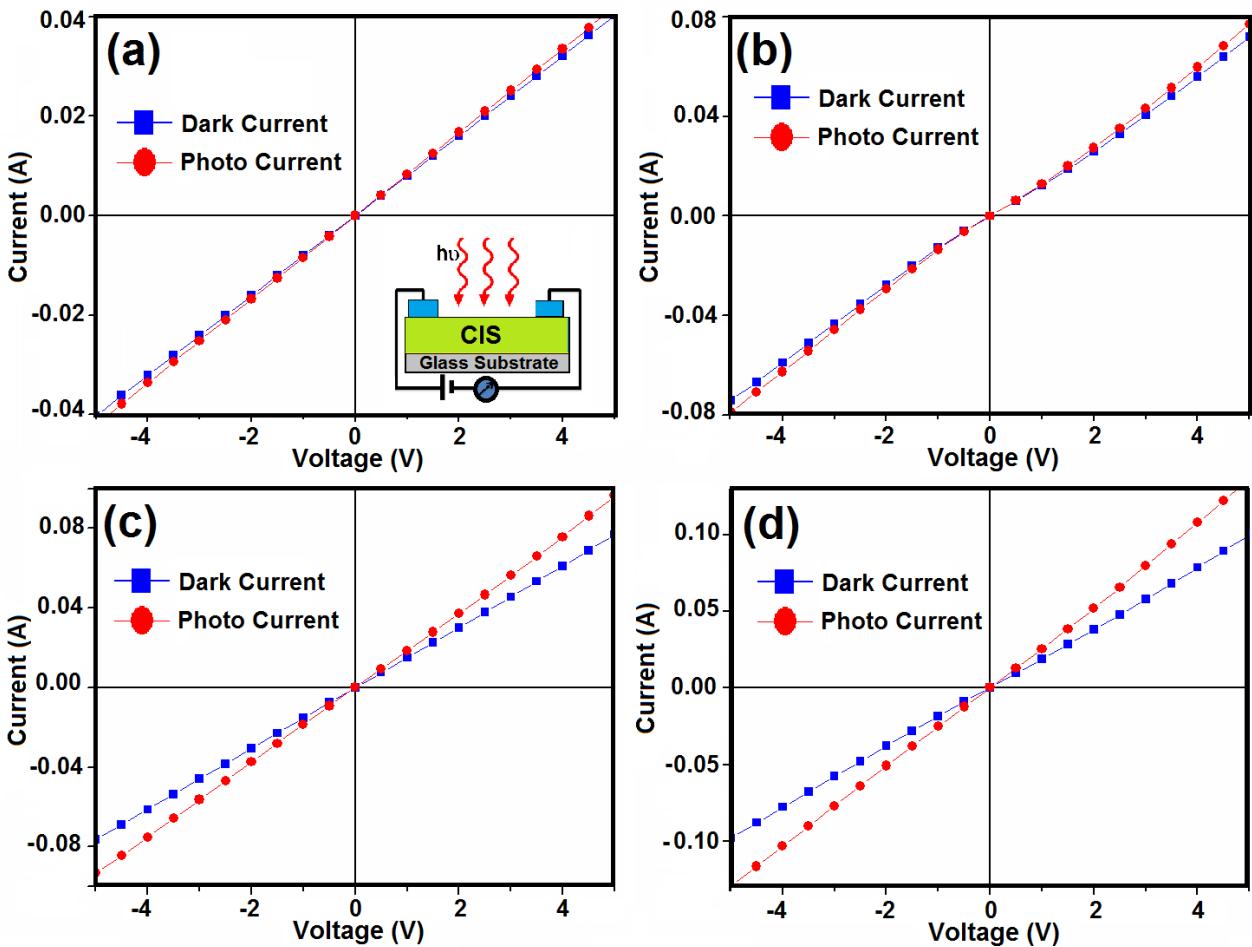 (a)
Dark Current
Photo Current
Current (A)
0.04
0.02
0.00
-0.02
-0.04
hυ
CIS
Glass Substrate
-4 -2 0 2 4
Voltage (V)
(b)
Dark Current
Photo Current
Current (A)
0.08
0.04
0.00
-0.04
-0.08
-4 -2 0 2 4
Voltage (V)
(c)
Dark Current
Photo Current
Current (A)
0.08
0.04
0.00
-0.04
-0.08
-4 -2 0 2 4
Voltage (V)
(d)
Dark Current
Photo Current
Current (A)
0.10
0.05
0.00
-0.05
-0.10
-4 -2 0 2 4
Voltage (V)